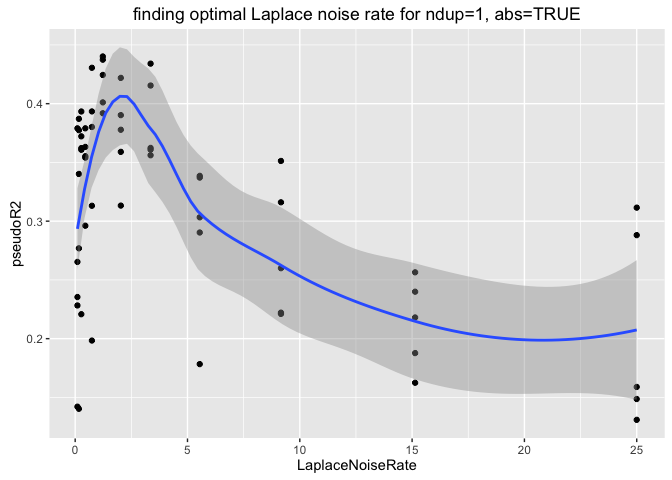 finding optimal Laplace noise rate for ndup=1, abs=TRUE
pseudoR2
0.4
0.3
0.2
0 5 10 15 20 25
LaplaceNoiseRate